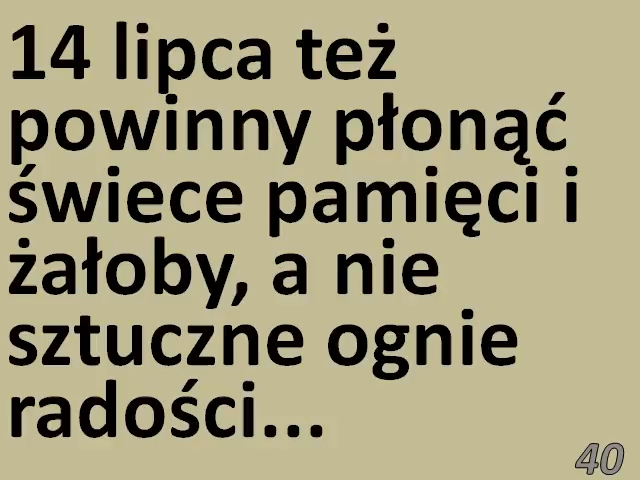 14 lipca też
powinny płonąć
świece pamięci i
żałoby, a nie
sztuczne ognie
radości...
40